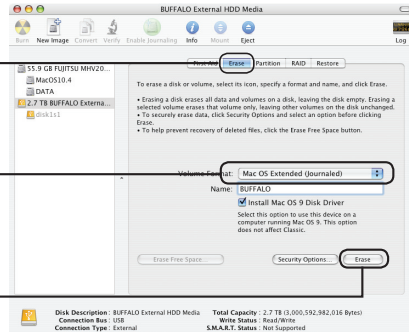 BUFFALO External HDD Media
Burn New Image Convert Verify Enable Journaling Info Mount Eject Log
First Aid Erase Partition RAID Restore
55.9 GB FUJITSU MHV20...
MacOS10.4
DATA
2.7 TB BUFFALO Externa...
disk1s1
To erase a disk or volume, select its icon, specify a format and name, and click Erase.
• Erasing a disk erases all data and volumes on a disk, leaving the disk empty. Erasing a
selected volume erases that volume only, leaving other volumes on the disk unchanged.
• To securely erase data, click Security Options and select an option before clicking
Erase.
• To help prevent recovery of deleted files, click the Erase Free Space button.
Volume Format: Mac OS Extended (Journaled)
Name: BUFFALO
Install Mac OS 9 Disk Driver
Select this option to use this device on a
computer running Mac OS 9. This option
does not affect Classic.
Erase Free Space... Security Options... Erase
Disk Description : BUFFALO External HDD Media Total Capacity : 2.7 TB (3,000,592,982,016 Bytes)
Connection Bus : USB Write Status : Read/Write
Connection Type : External S.M.A.R.T. Status : Not Supported